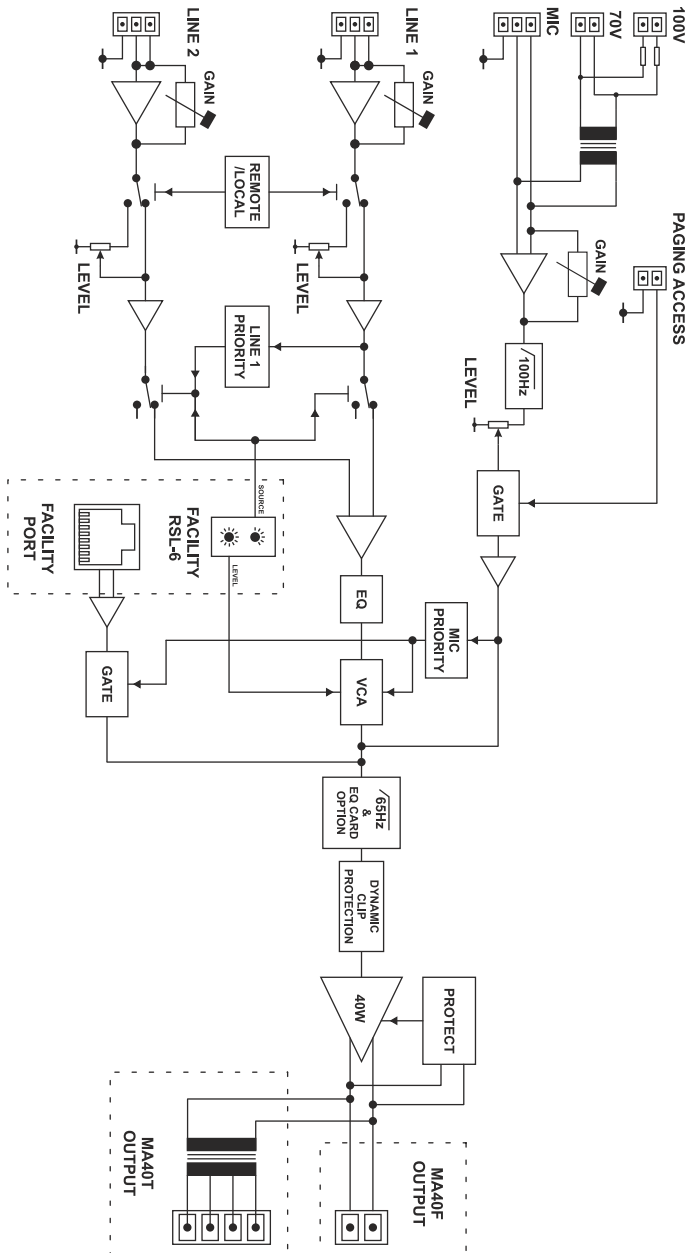 100V
70V
MIC
PAGING ACCESS
GAIN
100Hz
LEVEL
GATE
LINE 1
GAIN
LEVEL
LINE 2
GAIN
LEVEL
REMOTE
/LOCAL
LINE 1
PRIORITY
SOURCE
LEVEL
FACILITY
RSL-6
FACILITY
PORT
EQ
MIC
PRIORITY
VCA
GATE
65Hz
&
EQ CARD
OPTION
DYNAMIC
CLIP
PROTECTION
40W
PROTECT
MA40F
OUTPUT
MA40T
OUTPUT